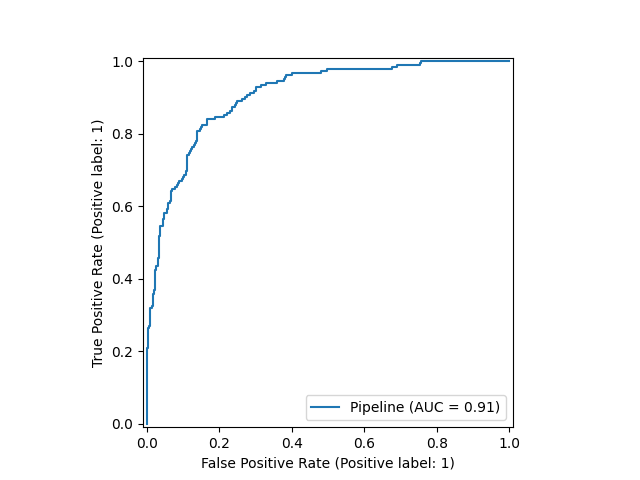 1.0
0.8
0.6
0.4
0.2
0.0
True Positive Rate (Positive label: 1)
Pipeline (AUC = 0.91)
0.0 0.2 0.4 0.6 0.8 1.0
False Positive Rate (Positive label: 1)